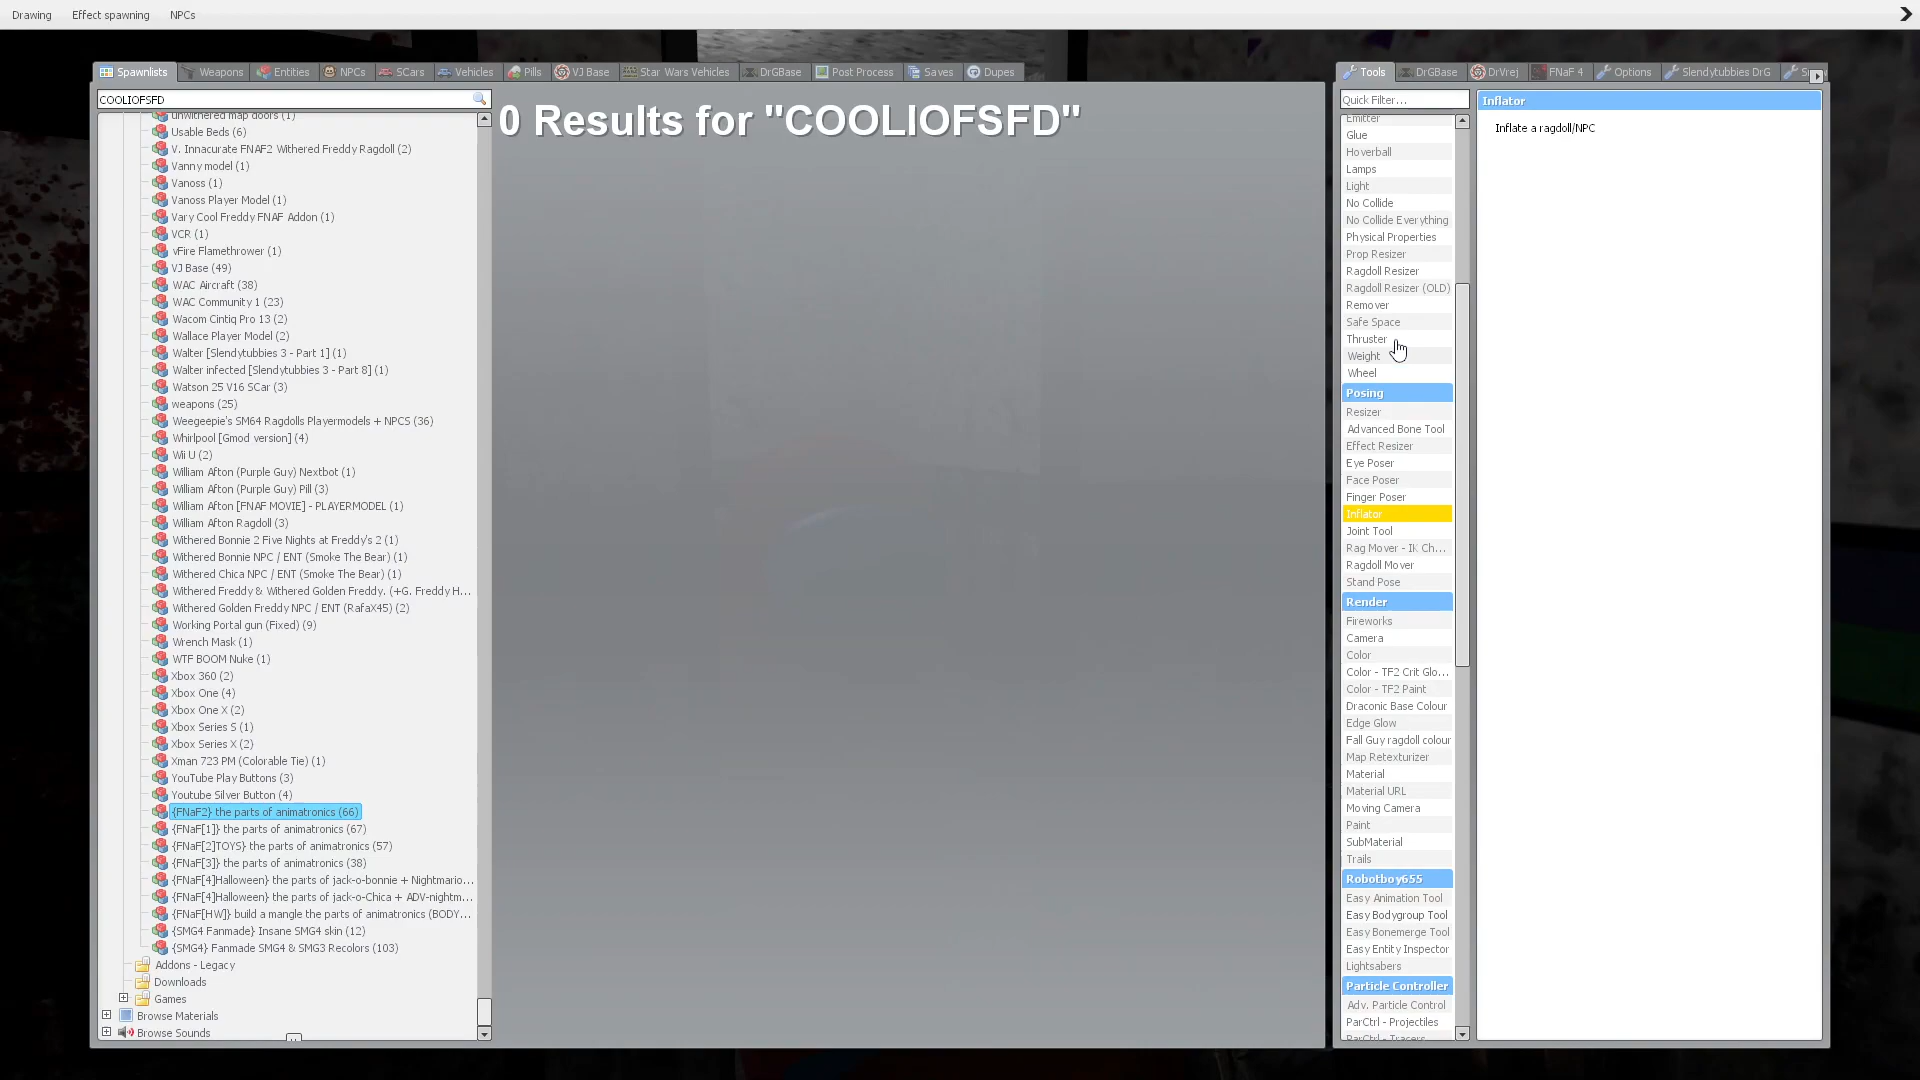 Drawing
Effect spawning
NPCs
Spawnlists
Weapons
Entities
NPCs
SCars
Vehicles
Pills
VJ Base
Star Wars Vehicles
DrGBase
Post Process
Saves
Dupes
COOLIOFSFD
unwithered map doors (1)
Usable Beds (6)
V. Innacurate FNAF2 Withered Freddy Ragdoll (2)
Vanny model (1)
Vanoss (1)
Vanoss Player Model (1)
Vary Cool Freddy FNAF Addon (1)
VCR (1)
vFire Flamethrower (1)
VJ Base (49)
WAC Aircraft (38)
WAC Community 1 (23)
Wacom Cintiq Pro 13 (2)
Wallace Player Model (2)
Walter [Slendytubbies 3 - Part 1] (1)
Walter infected [Slendytubbies 3 - Part 8] (1)
Watson 25 V16 SCar (3)
weapons (25)
Weegeepie's SM64 Ragdolls Playermodels + NPCS (36)
Whirlpool [Gmod version] (4)
Wii U (2)
William Afton (Purple Guy) Nextbot (1)
William Afton (Purple Guy) Pill (3)
William Afton [FNAF MOVIE] - PLAYERMODEL (1)
William Afton Ragdoll (3)
Withered Bonnie 2 Five Nights at Freddy's 2 (1)
Withered Bonnie NPC / ENT (Smoke The Bear) (1)
Withered Chica NPC / ENT (Smoke The Bear) (1)
Withered Freddy & Withered Golden Freddy. (+G. Freddy H...
Withered Golden Freddy NPC / ENT (RafaX45) (2)
Working Portal gun (Fixed) (9)
Wrench Mask (1)
WTF BOOM Nuke (1)
Xbox 360 (2)
Xbox One (4)
Xbox One X (2)
Xbox Series S (1)
Xbox Series X (2)
Xman 723 PM (Colorable Tie) (1)
YouTube Play Buttons (3)
Youtube Silver Button (4)
{FNaF2} the parts of animatronics (66)
{FNaF[1]} the parts of animatronics (67)
{FNaF[2]TOYS} the parts of animatronics (57)
{FNaF[3]} the parts of animatronics (38)
{FNaF[4]Halloween} the parts of jack-o-bonnie + Nightmario...
{FNaF[4]Halloween} the parts of jack-o-Chica + ADV-nightm...
{FNaF[HW]} build a mangle the parts of animatronics (BODY...
{SMG4 Fanmade} Insane SMG4 skin (12)
{SMG4} Fanmade SMG4 & SMG3 Recolors (103)
Addons - Legacy
Downloads
Games
Browse Materials
Browse Sounds
0 Results for "COOLIOFSFD"
Tools
DrGBase
DrVrej
FNaF 4
Options
Slendytubbies DrG
Quick Filter...
Emitter
Glue
Hoverball
Lamps
Light
No Collide
No Collide Everything
Physical Properties
Prop Resizer
Ragdoll Resizer
Ragdoll Resizer (OLD)
Remover
Safe Space
Thruster
Weight
Wheel
Posing
Resizer
Advanced Bone Tool
Effect Resizer
Eye Poser
Face Poser
Finger Poser
Inflator
Joint Tool
Rag Mover - IK Ch...
Ragdoll Mover
Stand Pose
Render
Fireworks
Camera
Color
Color - TF2 Crit Glo...
Color - TF2 Paint
Draconic Base Colour
Edge Glow
Fall Guy ragdoll colour
Map Retexturizer
Material
Material URL
Moving Camera
Paint
SubMaterial
Trails
Robotboy655
Easy Animation Tool
Easy Bodygroup Tool
Easy Bonemerge Tool
Easy Entity Inspector
Lightsabers
Particle Controller
Adv. Particle Control
ParCtrl - Projectiles
ParCtrl - Tracers
Inflator
Inflate a ragdoll/NPC